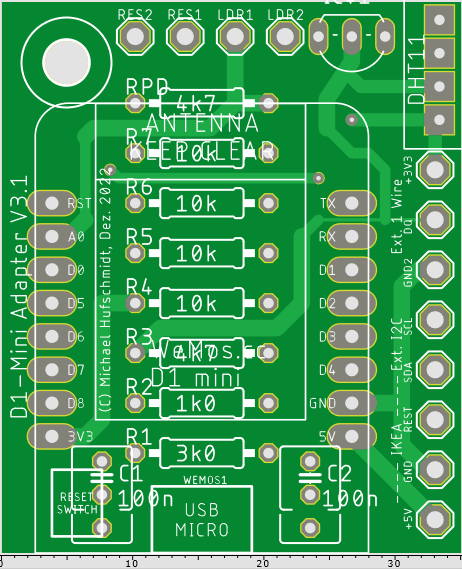 RES2 RES1 LDR1 LDR2
DHT11
RPD
4k7
ANTENNA
R7
10k
KEEP CLEAR
+3V3
R6
10k
RST
TX
Ext. 1 Wire
DQ
A0
RX
R5
10k
D0
D1
GND2
R4
10k
D5
D2
Ext. I2C
SCL
D6
D3
R3
4k7
WeMos.cc
D1 mini
D7
D4
SDA
R2
1k0
D8
GND
REST
R1
3k0
3V3
5V
IKEA
GND
D1-Mini Adapter V3.1
(C) Michael Hufschmidt, Dez. 2022
WEMOS1
C1
100n
C2
100n
RESET
SWITCH
USB
MICRO
+5V
0 10 20 30